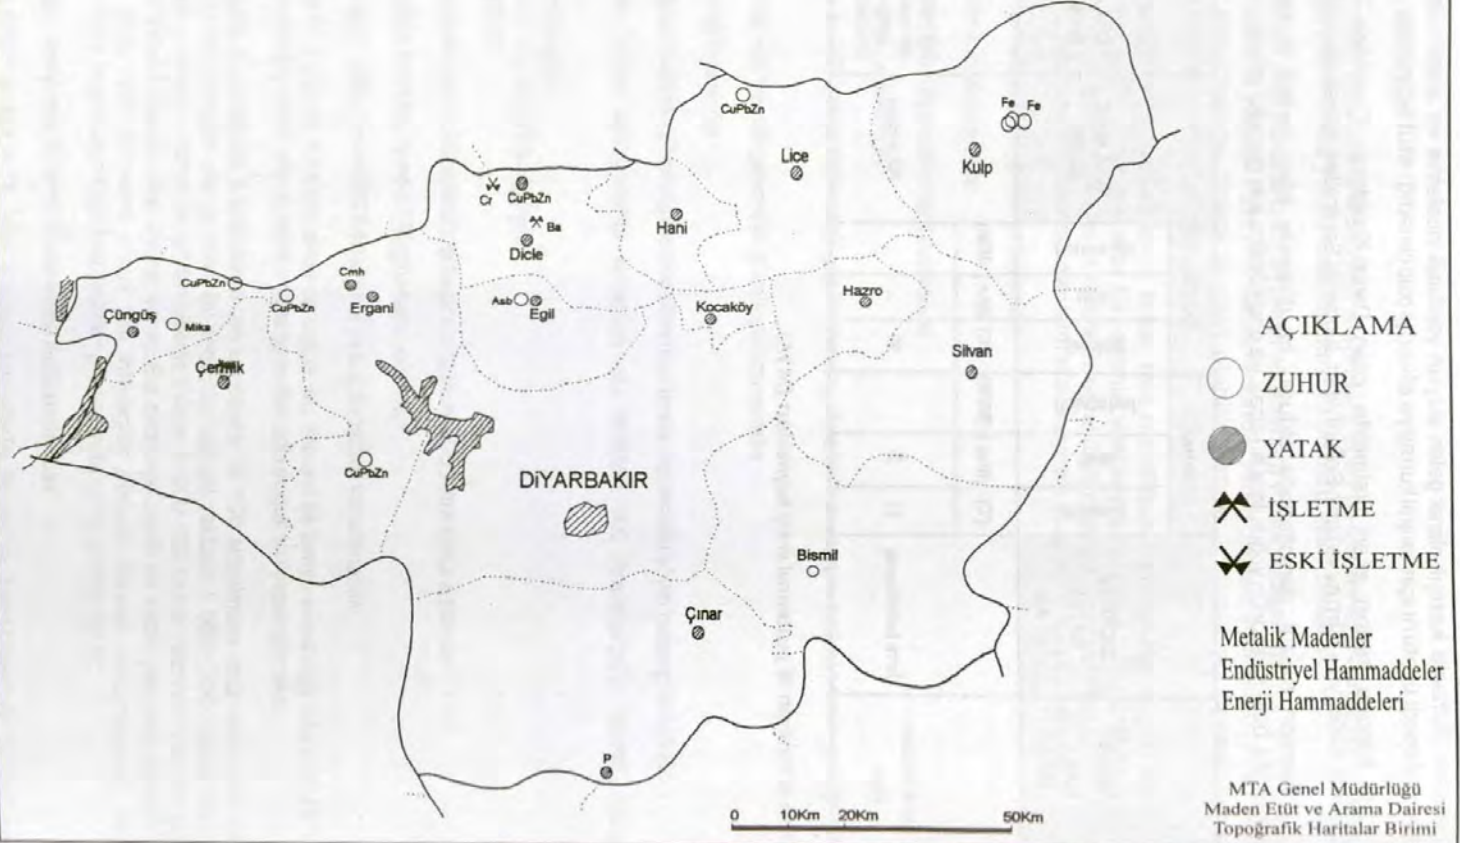 CuPbZn
Fe
Fe
Lice
Kulp
Cr
CuPbZn
Ba
Hani
Dicle
CuPbZn
Cmh
CuPbZn
Ergani
Asb
Egil
Kocaköy
Hazro
Çüngüş
Mika
Çermik
Silvan
CuPbZn
DiYARBAKIR
Bismil
Çınar
P
0 10Km 20Km 50Km
AÇIKLAMA
ZUHUR
YATAK
İŞLETME
ESKİ İŞLETME
Metalik Madenler
Endüstriyel Hammaddeler
Enerji Hammaddeleri
MTA Genel Müdürlüğü
Maden Etüt ve Arama Dairesi
Topoğrafik Haritalar Birimi